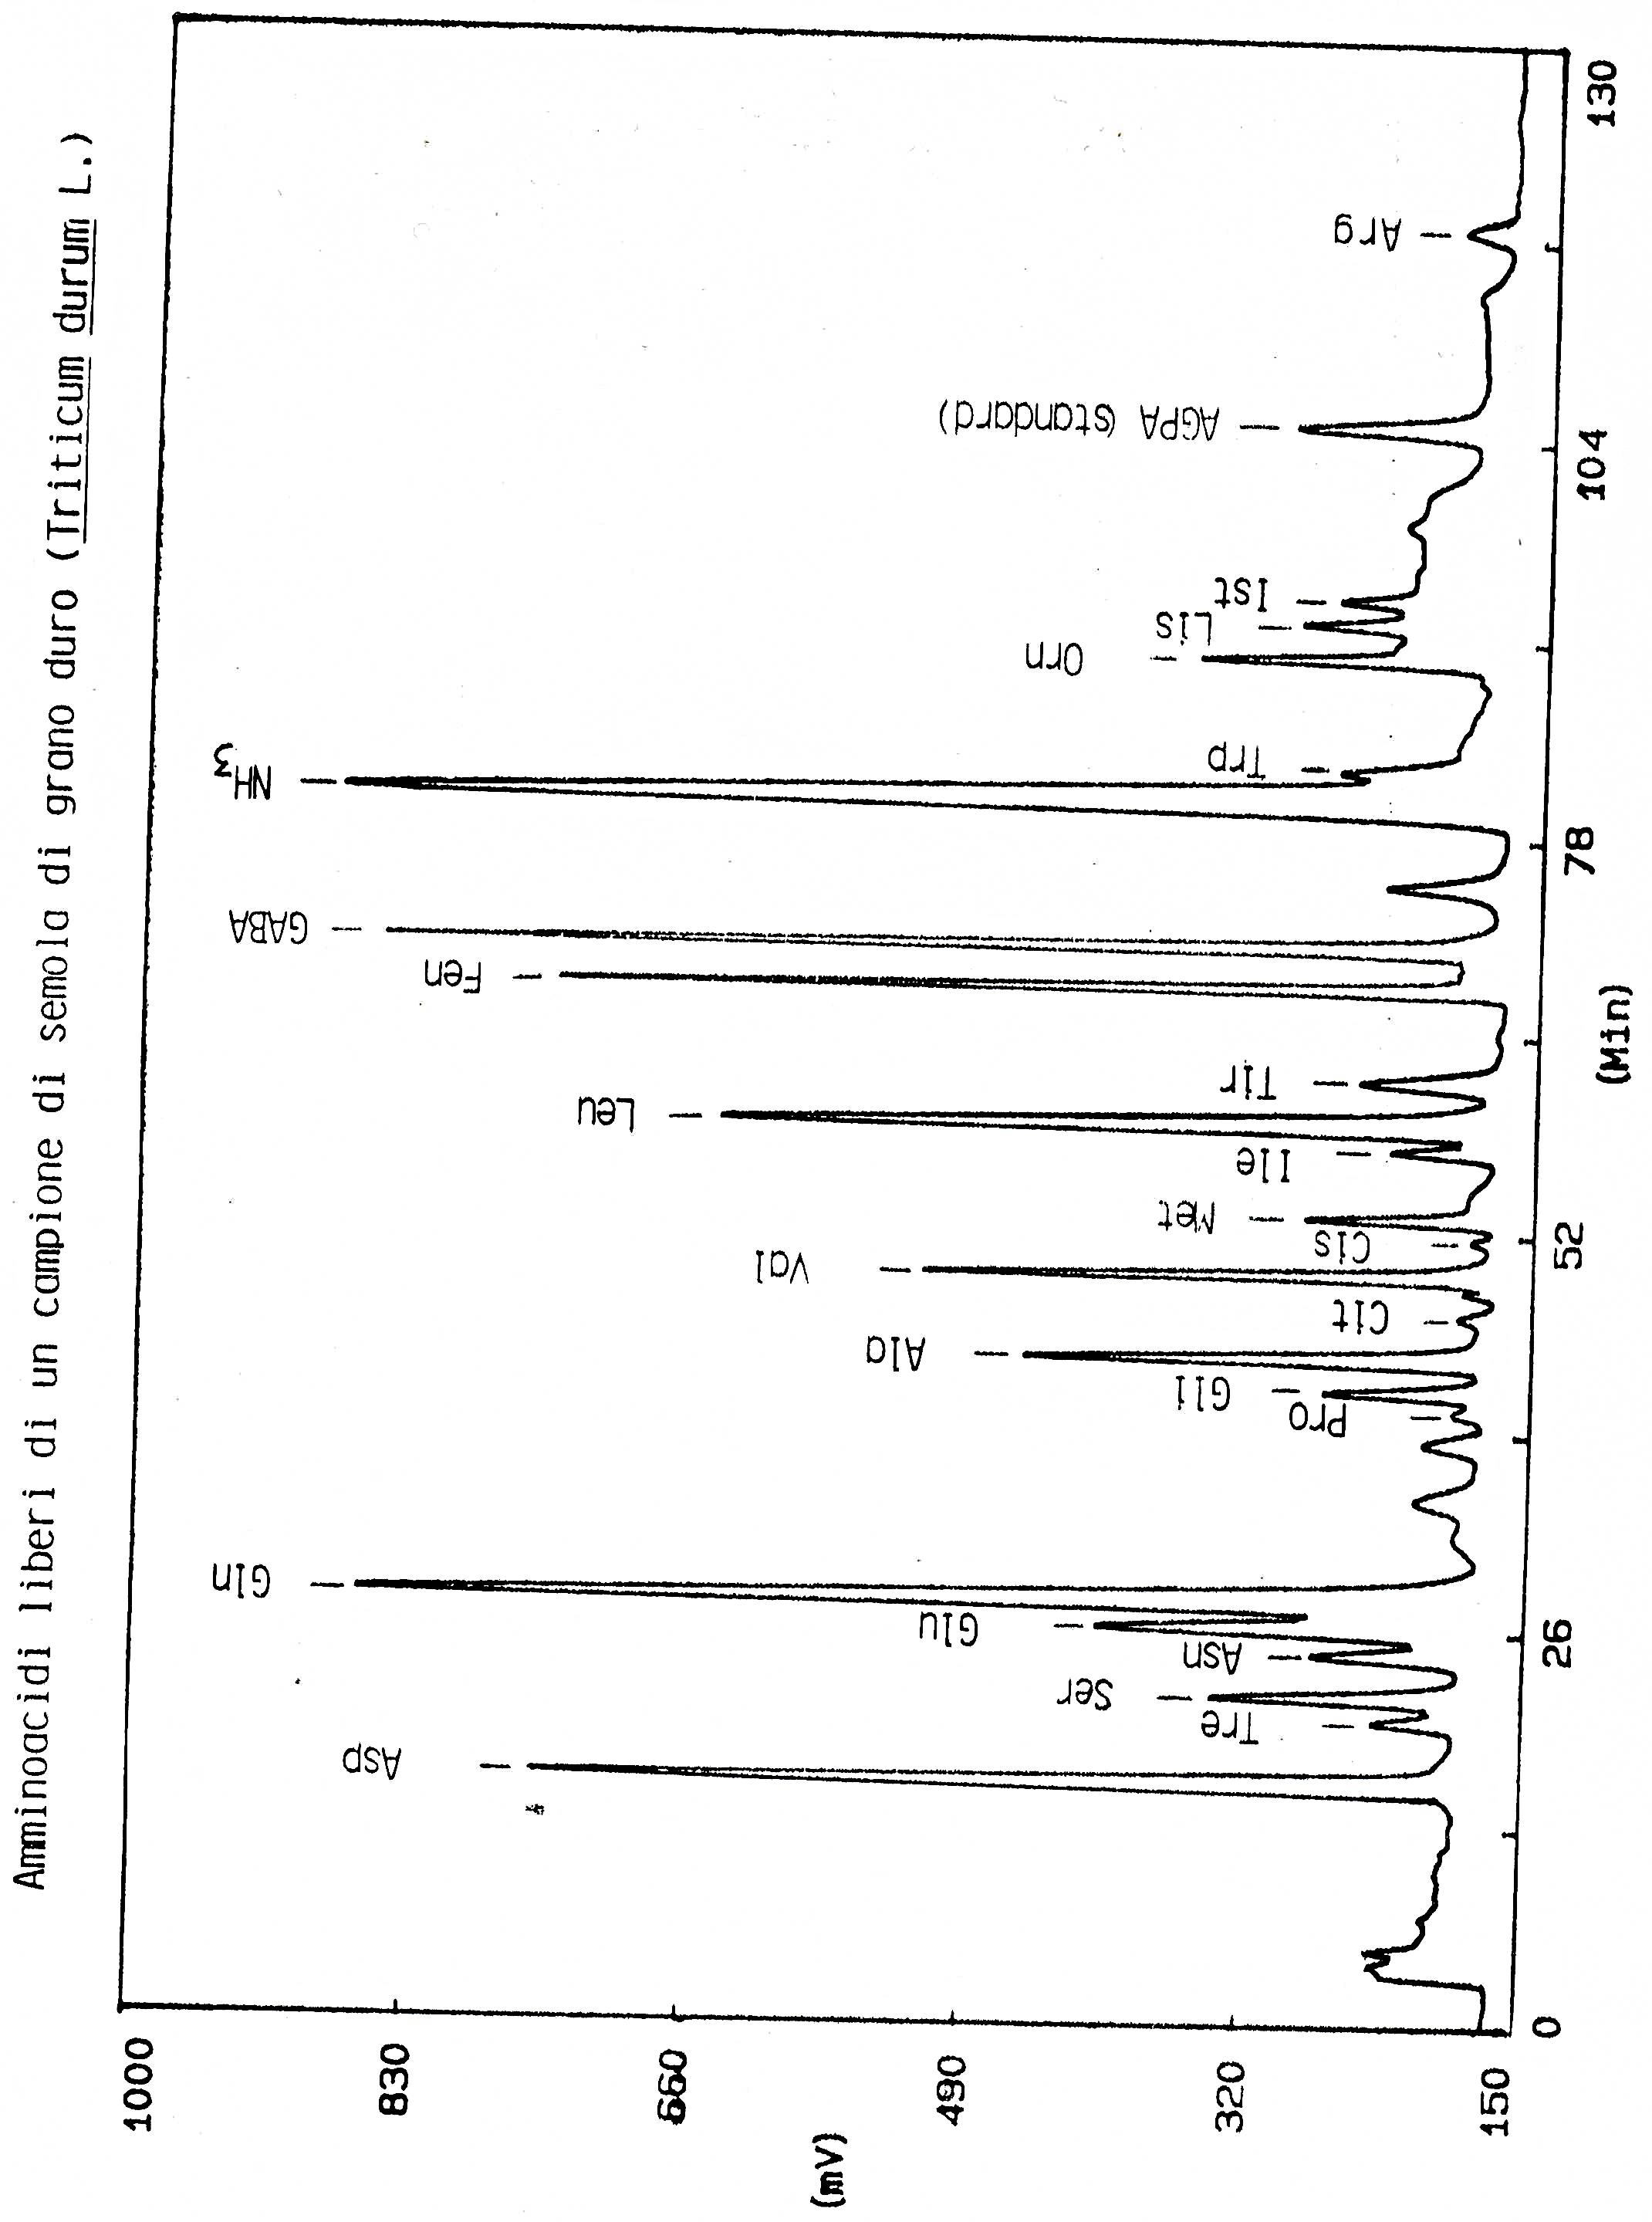 Amminoacidi liberi di un campione di semola di grano duro (Triticum durum L.)
1000
830
660
490
320
150
(mV)
Asp
Tre
Ser
Asn
Glu
Gln
Pro
Gli
Ala
Cit
Val
Cis
Met
Ile
Leu
Tir
Fen
GABA
NH3
Trp
Orn
Lis
Ist
AGPA (standard)
Arg
0
26
52
78
104
130
(Min)